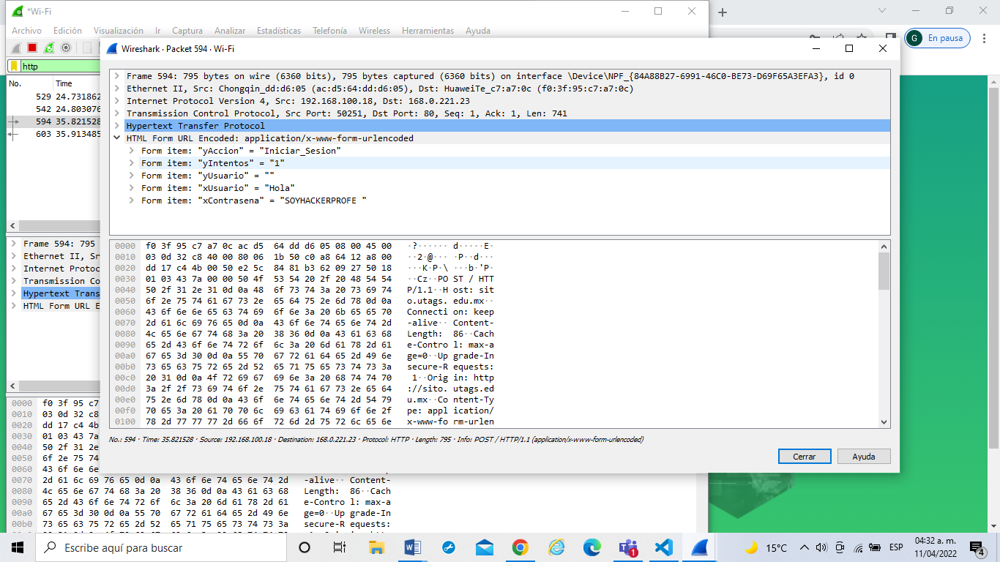 *Wi-Fi
Archivo Edición Visualización Ir Captura Analizar Estadísticas Telefonía Wireless Herramientas Ayuda
G En pausa
http
Wireshark · Packet 594 · Wi-Fi
No. Time
529 24.731862
542 24.803076
594 35.821528
603 35.913485
Frame 594: 795 bytes on wire (6360 bits), 795 bytes captured (6360 bits) on interface \Device\NPF_{84A88B27-6991-46C0-BE73-D69F65A3EFA3}, id 0
Ethernet II, Src: Chongqin_dd:d6:05 (ac:d5:64:dd:d6:05), Dst: HuaweiTe_c7:a7:0c (f0:3f:95:c7:a7:0c)
Internet Protocol Version 4, Src: 192.168.100.18, Dst: 168.0.221.23
Transmission Control Protocol, Src Port: 50251, Dst Port: 80, Seq: 1, Ack: 1, Len: 741
Hypertext Transfer Protocol
HTML Form URL Encoded: application/x-www-form-urlencoded
Form item: "yAccion" = "Iniciar_Sesion"
Form item: "yIntentos" = "1"
Form item: "yUsuario" = ""
Form item: "xUsuario" = "Hola"
Form item: "xContrasena" = "SOYHACKERPROFE "
0000 f0 3f 95 c7 a7 0c ac d5 64 dd d6 05 08 00 45 00 ·?······ d·····E·
0010 03 0d 32 c8 40 00 80 06 1b 50 c0 a8 64 12 a8 00 ··2·@··· ·P··d···
0020 dd 17 c4 4b 00 50 e2 5c 84 81 b3 62 09 27 50 18 ···K·P·\ ···b·'P·
0030 01 03 43 7a 00 00 50 4f 53 54 20 2f 20 48 54 54 ··Cz··PO ST / HTT
0040 50 2f 31 2e 31 0d 0a 48 6f 73 74 3a 20 73 69 74 P/1.1··H ost: sit
0050 6f 2e 75 74 61 67 73 2e 65 64 75 2e 6d 78 0d 0a o.utags. edu.mx··
0060 43 6f 6e 6e 65 63 74 69 6f 6e 3a 20 6b 65 65 70 Connecti on: keep
0070 2d 61 6c 69 76 65 0d 0a 43 6f 6e 74 65 6e 74 2d -alive·· Content-
0080 4c 65 6e 67 74 68 3a 20 38 36 0d 0a 43 61 63 68 Length: 86··Cach
0090 65 2d 43 6f 6e 74 72 6f 6c 3a 20 6d 61 78 2d 61 e-Contro l: max-a
00a0 67 65 3d 30 0d 0a 55 70 67 72 61 64 65 2d 49 6e ge=0··Up grade-In
00b0 73 65 63 75 72 65 2d 52 65 71 75 65 73 74 73 3a secure-R equests:
00c0 20 31 0d 0a 4f 72 69 67 69 6e 3a 20 68 74 74 70 1··Orig in: http
00d0 3a 2f 2f 73 69 74 6f 2e 75 74 61 67 73 2e 65 64 ://sito. utags.ed
00e0 75 2e 6d 78 0d 0a 43 6f 6e 74 65 6e 74 2d 54 79 u.mx··Co ntent-Ty
00f0 70 65 3a 20 61 70 70 6c 69 63 61 74 69 6f 6e 2f pe: appl ication/
0100 78 2d 77 77 77 2d 66 6f 72 6d 2d 75 72 6c 65 6e x-www-fo rm-urlen
No.: 594 · Time: 35.821528 · Source: 192.168.100.18 · Destination: 168.0.221.23 · Protocol: HTTP · Length: 795 · Info: POST / HTTP/1.1 (application/x-www-form-urlencoded)
Cerrar Ayuda
Frame 594: 795
Ethernet II, Sr
Internet Protoc
Transmission Co
Hypertext Trans
HTML Form URL E
0000 f0 3f 95 c7
0010 03 0d 32 c8
0020 dd 17 c4 4b
0030 01 03 43 7a
0040 50 2f 31 2e
0050 6f 2e 75 74
0060 43 6f 6e 6e
0070 2d 61 6c 69 76 65 0d 0a 43 6f 6e 74 65 6e 74 2d -alive·· Content-
0080 4c 65 6e 67 74 68 3a 20 38 36 0d 0a 43 61 63 68 Length: 86··Cach
0090 65 2d 43 6f 6e 74 72 6f 6c 3a 20 6d 61 78 2d 61 e-Contro l: max-a
00a0 67 65 3d 30 0d 0a 55 70 67 72 61 64 65 2d 49 6e ge=0··Up grade-In
00b0 73 65 63 75 72 65 2d 52 65 71 75 65 73 74 73 3a secure-R equests:
Escribe aquí para buscar
1
15°C
ESP
04:32 a. m.
11/04/2022
4